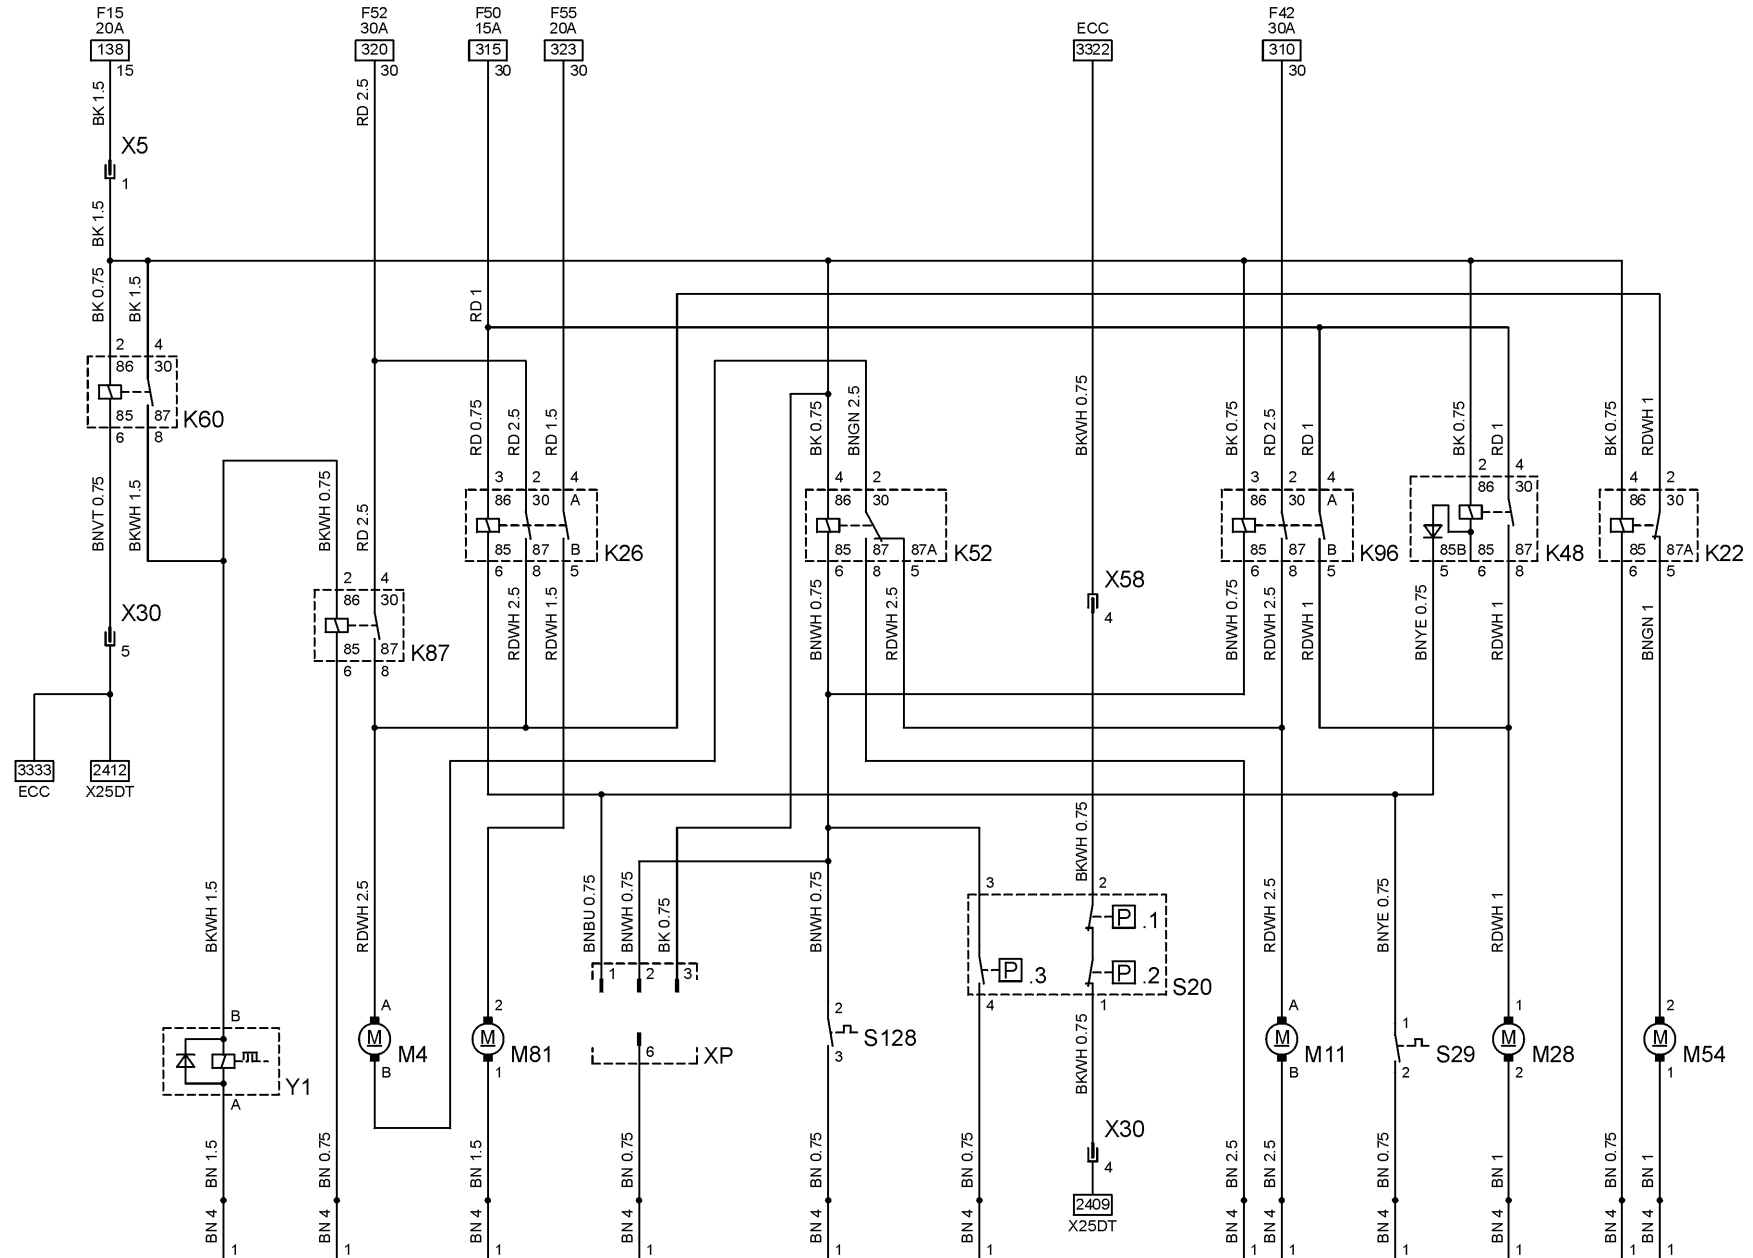 F15
20A
138
15
F52
30A
320
30
F50
15A
315
30
F55
20A
323
30
ECC
3322
F42
30A
310
30
BK 1.5
RD 2.5
X5
1
BK 1.5
BK 0.75
BK 1.5
RD 1
2
4
86
30
85
87
K60
6
8
BNVT 0.75
BKWH 1.5
BKWH 0.75
RD 2.5
RD 0.75
RD 2.5
RD 1.5
BK 0.75
BNGN 2.5
BKWH 0.75
BK 0.75
RD 2.5
RD 1
BK 0.75
RD 1
BK 0.75
RDWH 1
3
2
4
86
30
A
85
87
B
K26
6
8
5
4
2
86
30
85
87
87A
K52
6
8
5
3
2
4
86
30
A
85
87
B
K96
6
8
5
2
4
86
30
85B
85
87
K48
5
6
8
4
2
86
30
85
87A
K22
6
5
X30
5
2
4
86
30
85
87
K87
6
8
RDWH 2.5
RDWH 1.5
BNWH 0.75
RDWH 2.5
X58
4
BNWH 0.75
RDWH 2.5
RDWH 1
BNYE 0.75
RDWH 1
BNGN 1
3333
ECC
2412
X25DT
BKWH 1.5
RDWH 2.5
BNBU 0.75
BNWH 0.75
BK 0.75
BNWH 0.75
BKWH 0.75
RDWH 2.5
BNYE 0.75
RDWH 1
3
2
P .1
P .3
P .2
S20
4
1
1
2
3
6
XP
B
A
Y1
A
M4
B
2
M81
1
2
S128
3
BKWH 0.75
A
M11
B
1
S29
2
1
M28
2
2
M54
1
X30
4
2409
X25DT
BN 1.5
BN 0.75
BN 1.5
BN 0.75
BN 0.75
BN 0.75
BN 2.5
BN 2.5
BN 0.75
BN 1
BN 0.75
BN 1
BN 4
1
BN 4
1
BN 4
1
BN 4
1
BN 4
1
BN 4
1
BN 4
1
BN 4
1
BN 4
1
BN 4
1
BN 4
1
BN 4
1
M
M
M
M
M